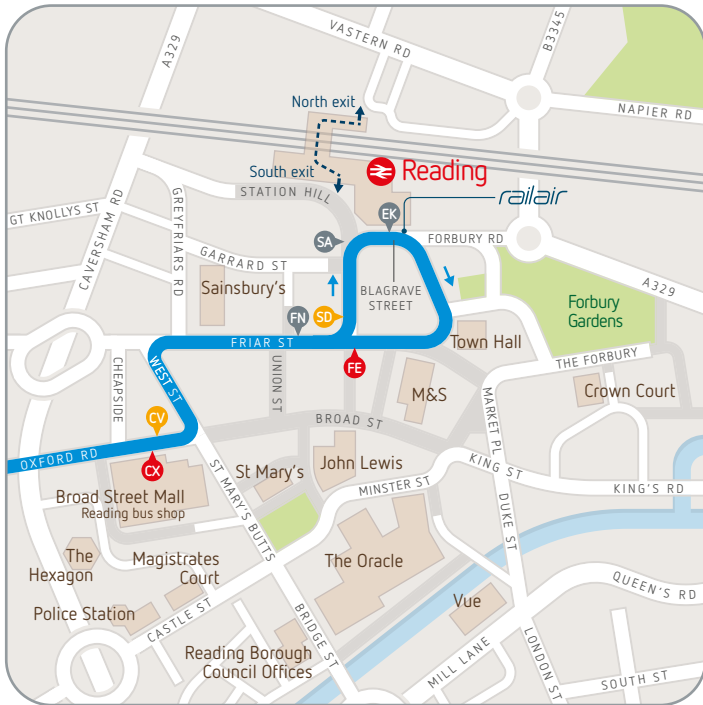 VASTERN RD
B3345
A329
NAPIER RD
North exit
South exit
Reading
railair
STATION HILL
EK
SA
FORBURY RD
GT KNOLLYS ST
CAVERSHAM RD
GREYFRIARS RD
GARRARD ST
Sainsbury's
BLAGRAVE
STREET
A329
Forbury
Gardens
FN
SD
FRIAR ST
Town Hall
THE FORBURY
FE
WEST ST
CHEAPSIDE
UNION ST
M&S
MARKET PL
Crown Court
CV
BROAD ST
OXFORD RD
CX
St Mary's
John Lewis
KING ST
KING'S RD
Broad Street Mall
Reading bus shop
ST MARY'S BUTTS
MINSTER ST
DUKE ST
The
Hexagon
Magistrates
Court
The Oracle
QUEEN'S RD
Police Station
CASTLE ST
Vue
BRIDGE ST
Reading Borough
Council Offices
MILL LANE
LONDON ST
SOUTH ST